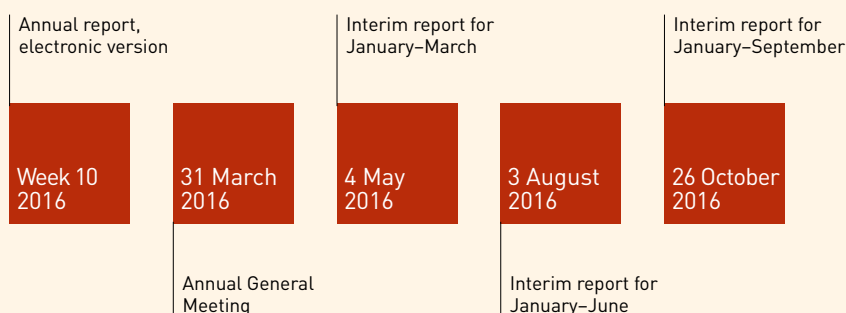 Annual report,
electronic version
Interim report for
January–March
Interim report for
January–September
Week 10
2016
31 March
2016
4 May
2016
3 August
2016
26 October
2016
Annual General
Meeting
Interim report for
January–June